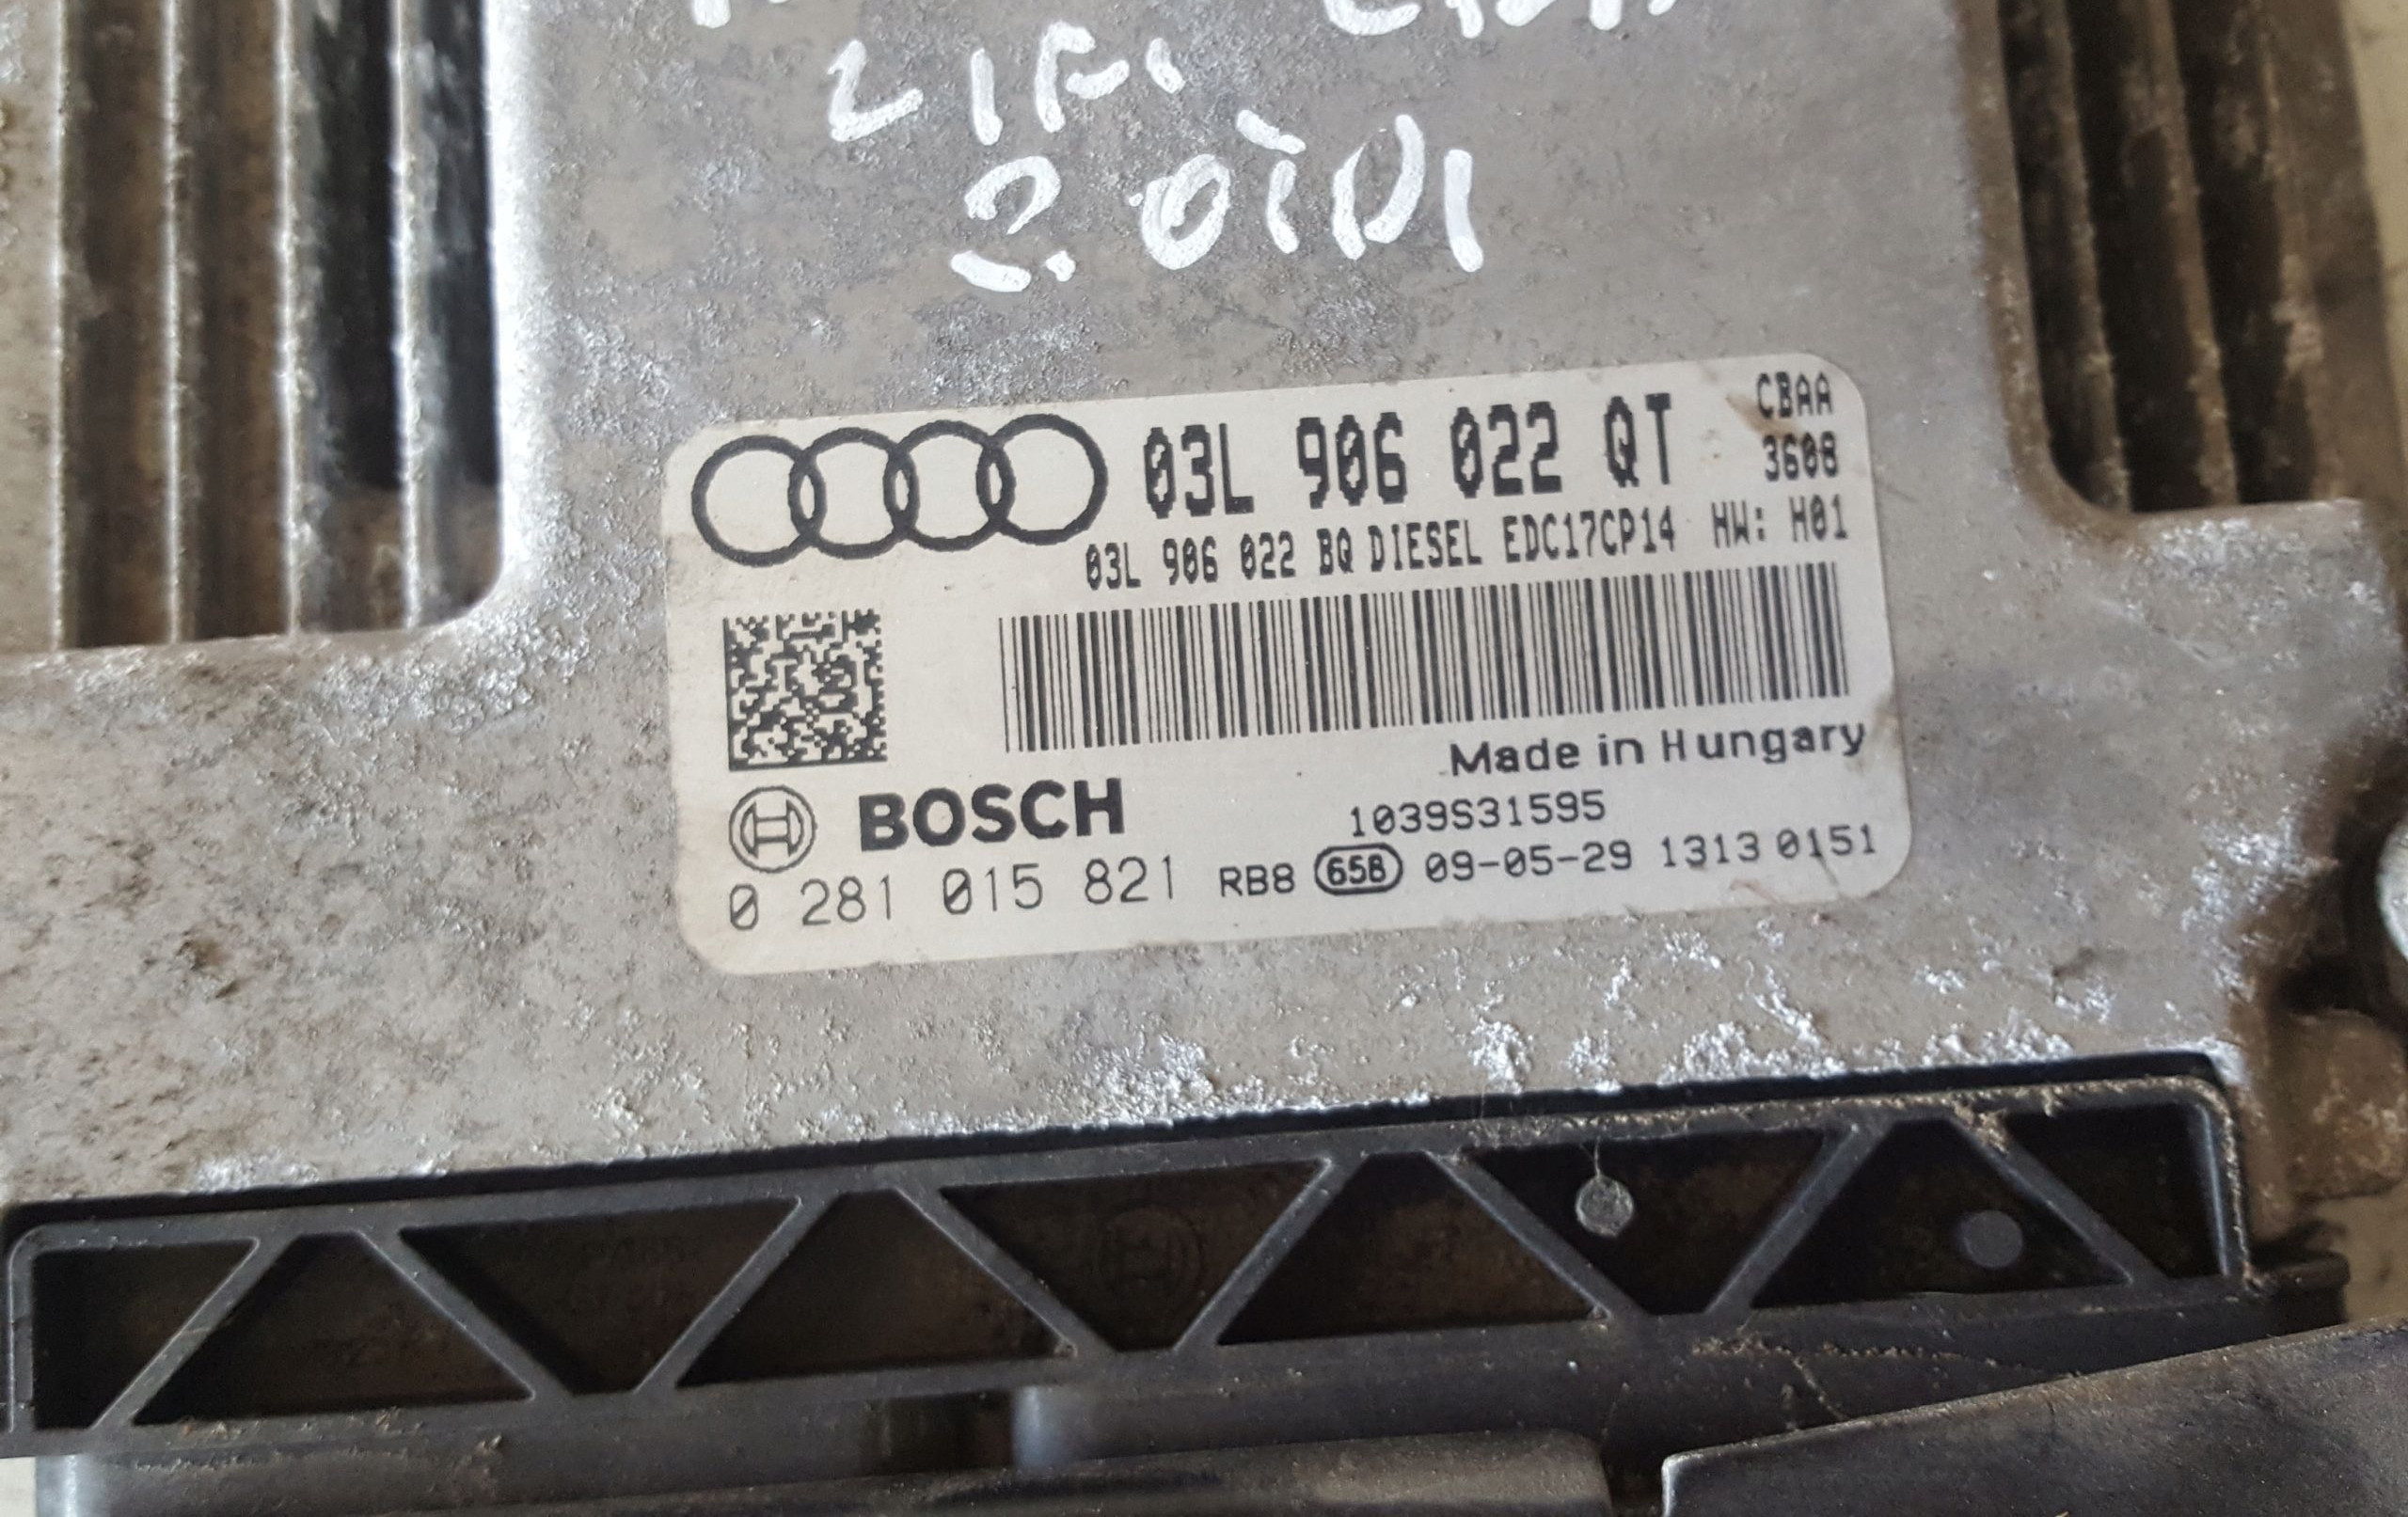 2.0TDI
03L 906 022 QT CBAA
3608
03L 906 022 BQ DIESEL EDC17CP14 HW: H01
Made in Hungary
BOSCH 1039S31595
0 281 015 821 RB8 65B 09-05-29 1313 0151